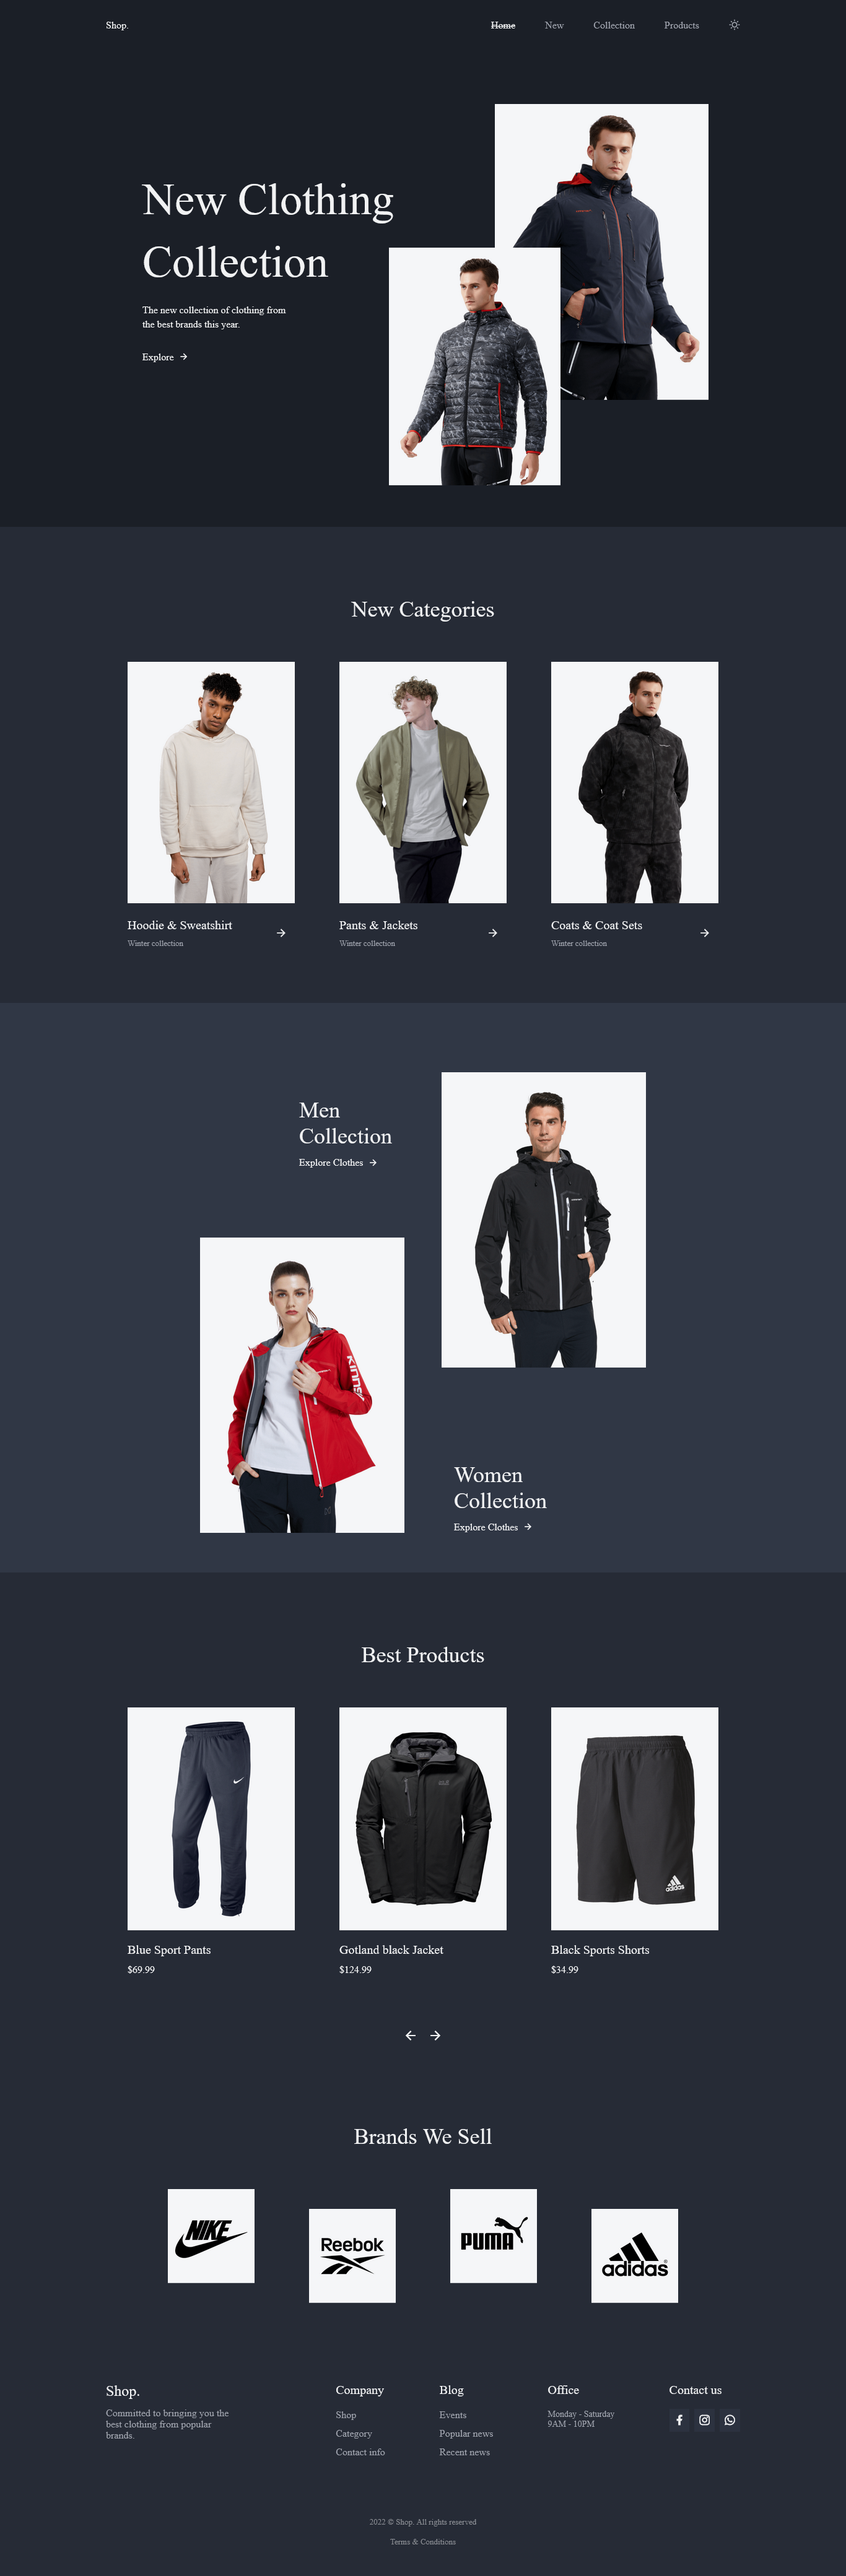 Shop.
Home
New
Collection
Products
New Clothing
Collection
The new collection of clothing from
the best brands this year.
Explore
New Categories
Hoodie & Sweatshirt
Winter collection
Pants & Jackets
Winter collection
Coats & Coat Sets
Winter collection
Men
Collection
Explore Clothes
Women
Collection
Explore Clothes
Best Products
Blue Sport Pants
$69.99
Gotland black Jacket
$124.99
adidas
Black Sports Shorts
$34.99
Brands We Sell
NIKE
Reebok
PUMA
adidas
Shop.
Committed to bringing you the
best clothing from popular
brands.
Company
Shop
Category
Contact info
Blog
Events
Popular news
Recent news
Office
Monday - Saturday
9AM - 10PM
Contact us
2022 © Shop. All rights reserved
Terms & Conditions